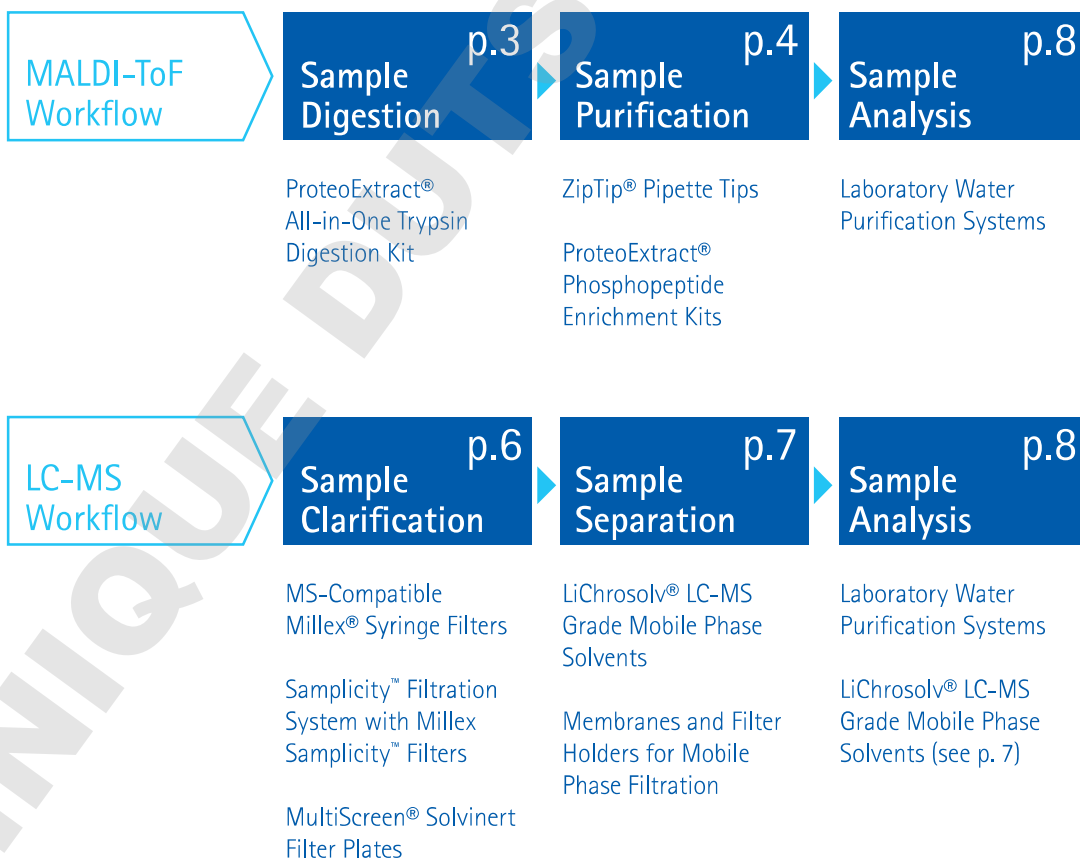 MALDI-ToF
Workflow
p.3
Sample
Digestion
p.4
Sample
Purification
p.8
Sample
Analysis
ProteoExtract®
All-in-One Trypsin
Digestion Kit
ZipTip® Pipette Tips
ProteoExtract®
Phosphopeptide
Enrichment Kits
Laboratory Water
Purification Systems
LC-MS
Workflow
p.6
Sample
Clarification
p.7
Sample
Separation
p.8
Sample
Analysis
MS-Compatible
Millex® Syringe Filters
Samplicity™ Filtration
System with Millex
Samplicity™ Filters
MultiScreen® Solvinert
Filter Plates
LiChrosolv® LC-MS
Grade Mobile Phase
Solvents
Membranes and Filter
Holders for Mobile
Phase Filtration
Laboratory Water
Purification Systems
LiChrosolv® LC-MS
Grade Mobile Phase
Solvents (see p. 7)
NIQUE DUTS